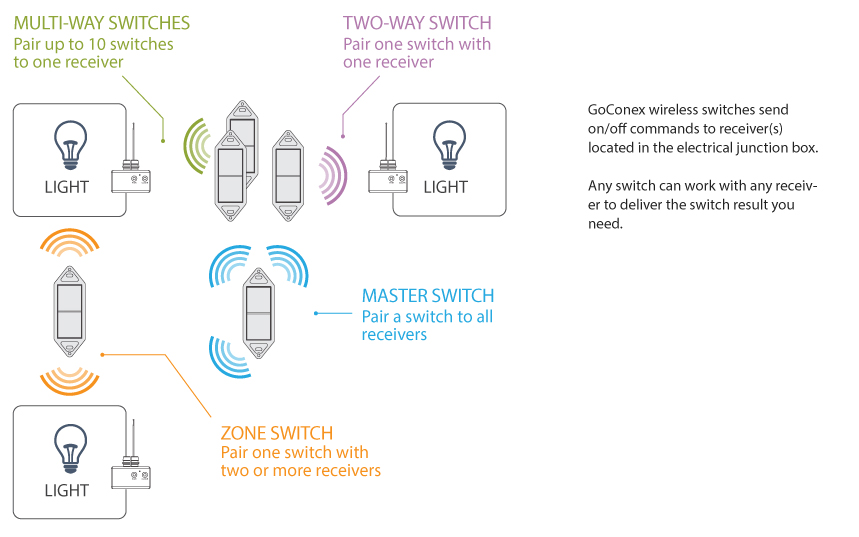 MULTI-WAY SWITCHES
Pair up to 10 switches
to one receiver
TWO-WAY SWITCH
Pair one switch with
one receiver
LIGHT
LIGHT
GoConex wireless switches send
on/off commands to receiver(s)
located in the electrical junction box.
Any switch can work with any receiv-
er to deliver the switch result you
need.
MASTER SWITCH
Pair a switch to all
receivers
ZONE SWITCH
Pair one switch with
two or more receivers
LIGHT